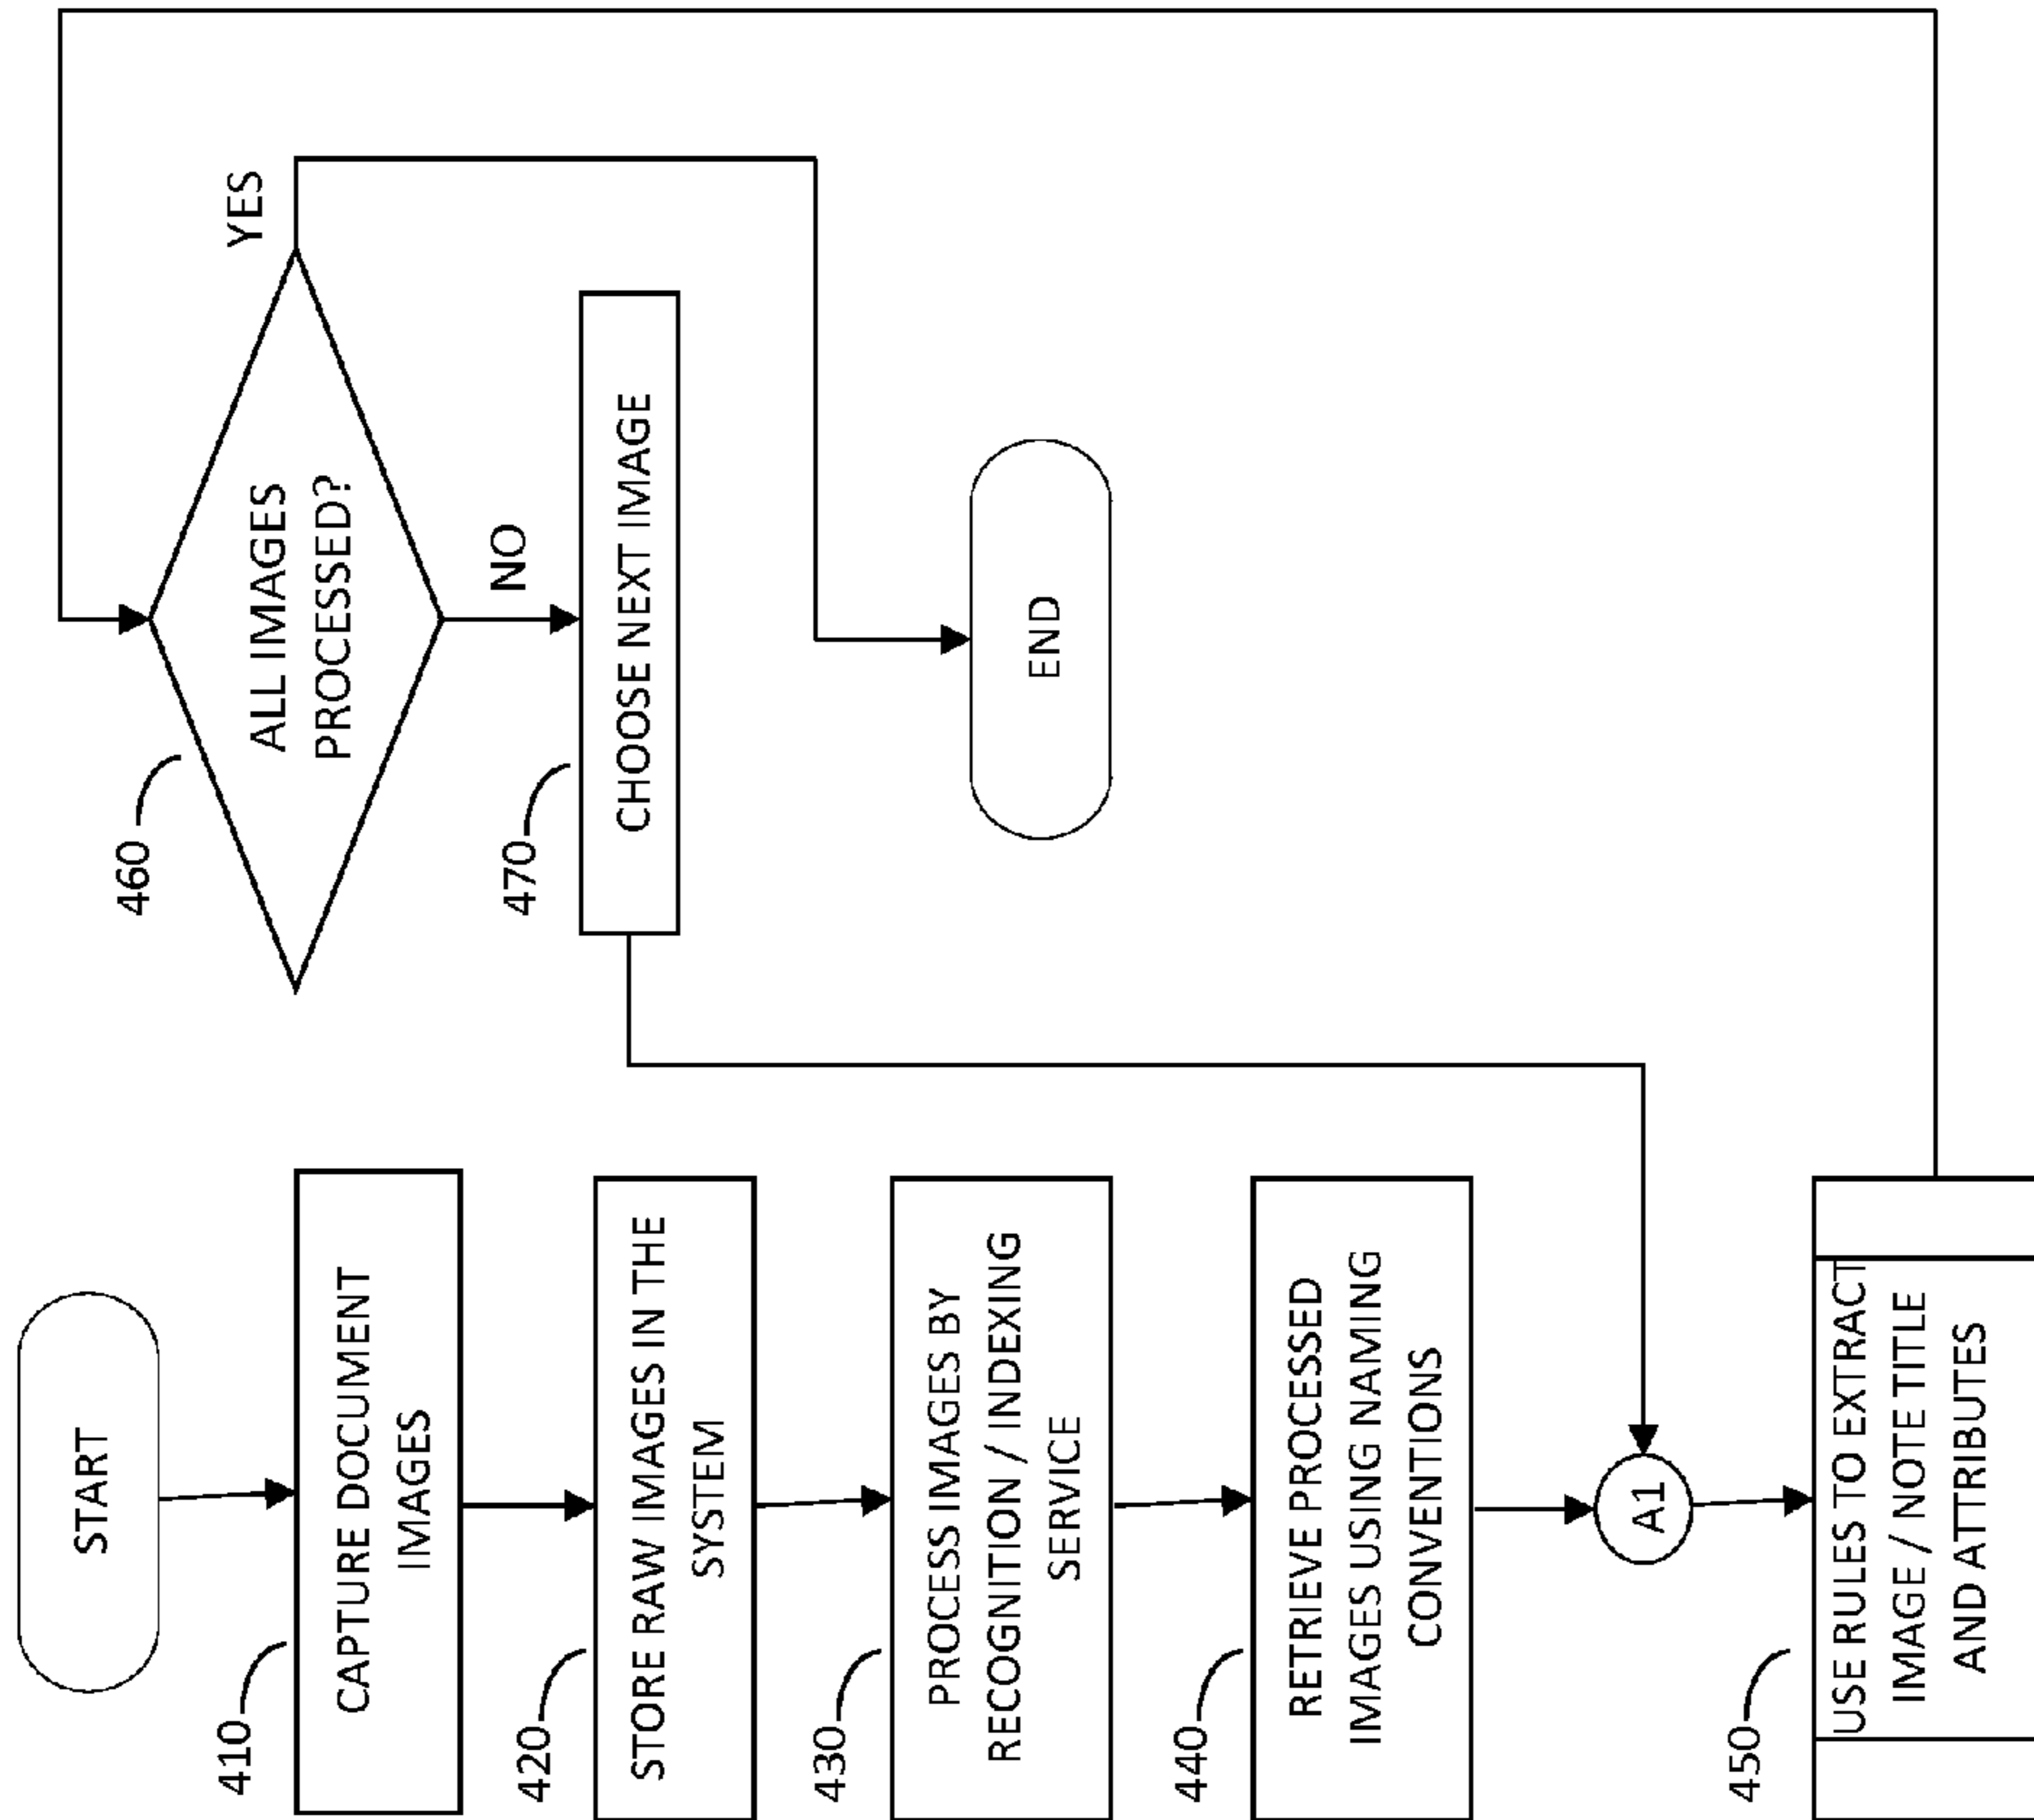 START
410
CAPTURE DOCUMENT
IMAGES
420
STORE RAW IMAGES IN THE
SYSTEM
430
PROCESS IMAGES BY
RECOGNITION / INDEXING
SERVICE
440
RETRIEVE PROCESSED
IMAGES USING NAMING
CONVENTIONS
A1
450
USE RULES TO EXTRACT
IMAGE / NOTE TITLE
AND ATTRIBUTES
460
ALL IMAGES
PROCESSED?
YES
NO
470
CHOOSE NEXT IMAGE
END